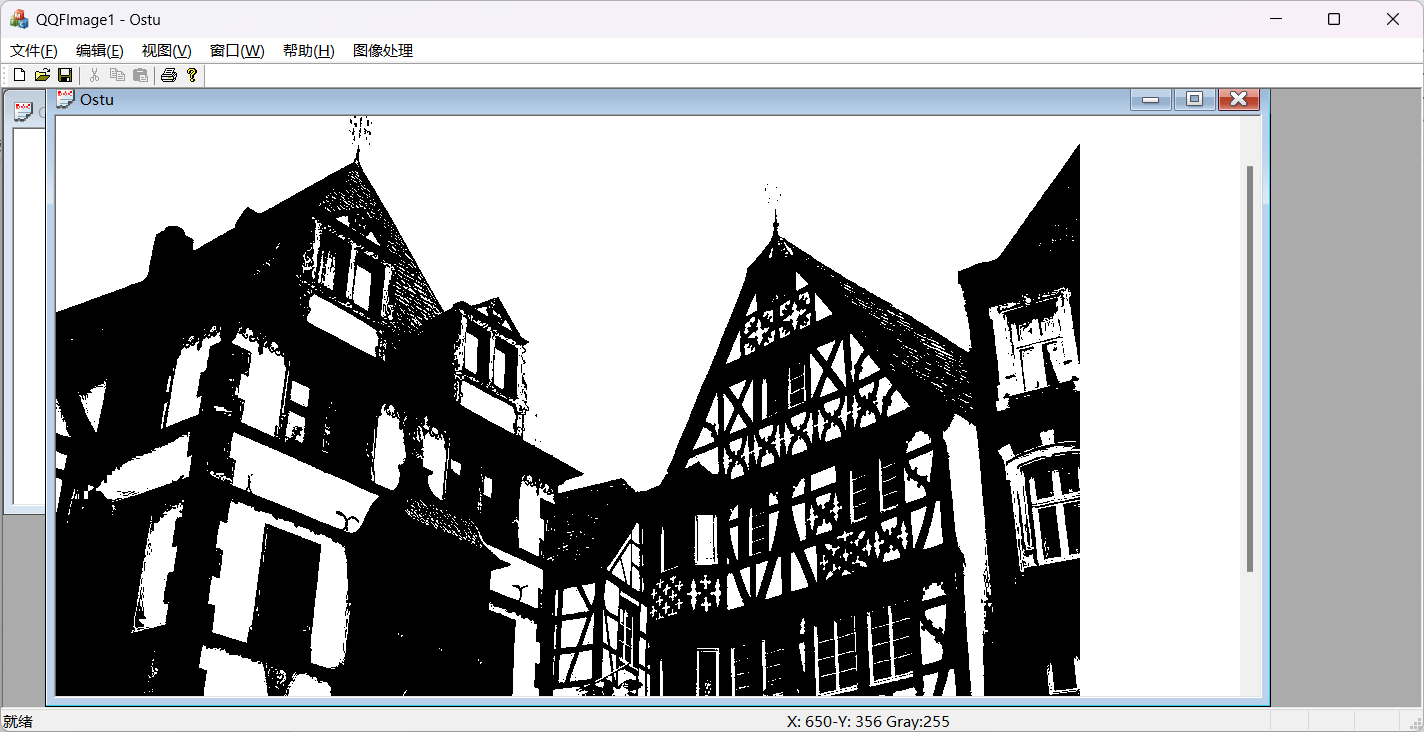 QQFImage1 - Ostu
文件(F) 编辑(E) 视图(V) 窗口(W) 帮助(H) 图像处理
Ostu
就绪 X: 650-Y: 356 Gray:255